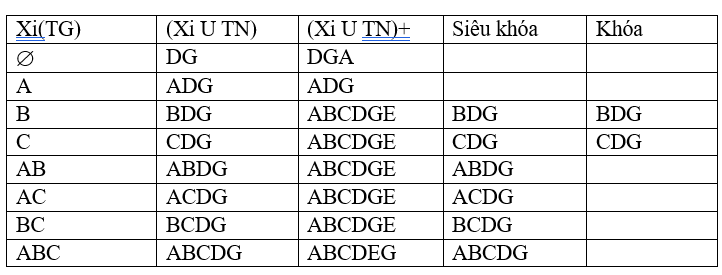 Xi(TG) (Xi U TN) (Xi U TN)+ Siêu khóa Khóa
∅ DG DGA
A ADG ADG
B BDG ABCDGE BDG BDG
C CDG ABCDGE CDG CDG
AB ABDG ABCDGE ABDG
AC ACDG ABCDGE ACDG
BC BCDG ABCDGE BCDG
ABC ABCDG ABCDEG ABCDG